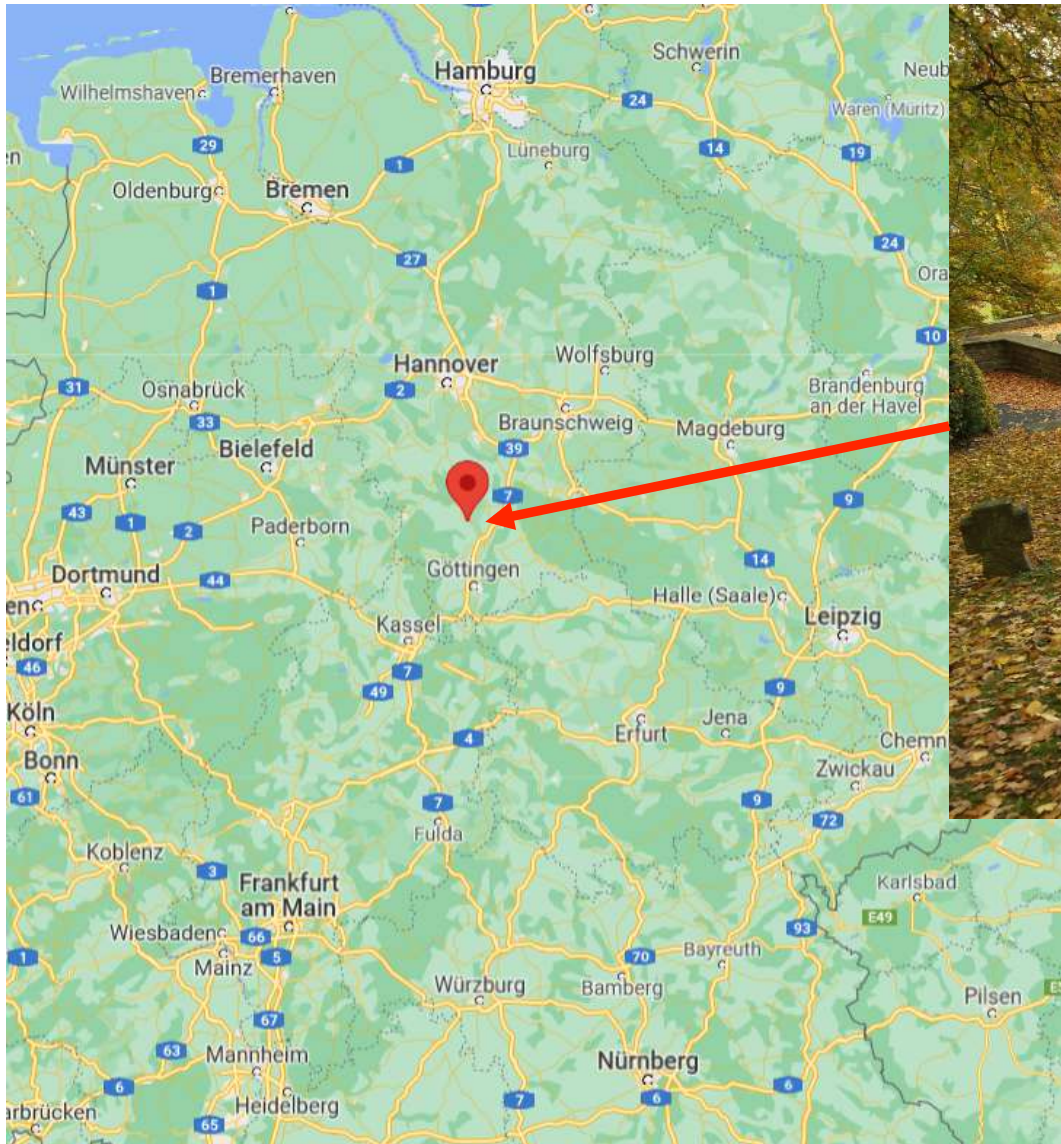 Schwerin
Hamburg
Neub
Bremerhaven
Wilhelmshaven
24
Waren (Müritz)
14
29
Lüneburg
19
1
Oldenburg
Bremen
24
27
Ora
1
10
Hannover
Wolfsburg
31
2
Brandenburg
an der Havel
Osnabrück
33
Braunschweig
Magdeburg
Bielefeld
39
Münster
7
9
43
1
2
Paderborn
14
Dortmund
44
Göttingen
Halle (Saale)
en
Leipzig
Kassel
eldorf
46
7
9
49
Köln
Jena
Erfurt
4
Chemn
Bonn
Zwickau
61
7
9
72
Fulda
Koblenz
3
Karlsbad
Frankfurt
am Main
E49
93
Wiesbaden
66
1
5
70
Bayreuth
Mainz
Würzburg
Bamberg
Pilsen
67
63
Mannheim
Nürnberg
6
6
7
6
Heidelberg
arbrücken
65